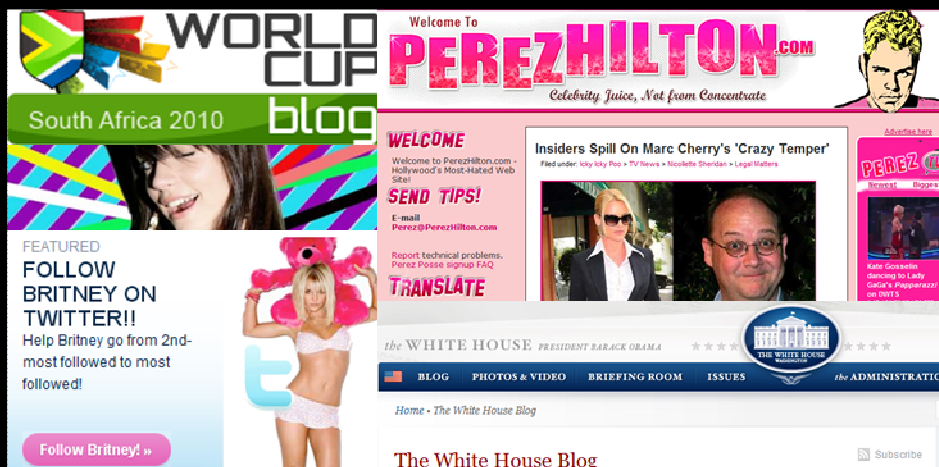 WORLD
CUP
South Africa 2010
blog
FEATURED
FOLLOW
BRITNEY ON
TWITTER!!
Help Britney go from 2nd-
most followed to most
followed!
t
Follow Britney! »
Welcome To
PEREZHILTON.COM
Celebrity Juice, Not from Concentrate
WELCOME
Welcome to PerezHilton.com -
Hollywood's Most-Hated Web
Site!
SEND TIPS!
E-mail
Perez@PerezHilton.com
Report technical problems.
Perez Posse signup FAQ
TRANSLATE
Insiders Spill On Marc Cherry's 'Crazy Temper'
Filed under: Icky Icky Poo > TV News > Nicollette Sheridan > Legal Matters
Advertise here
PEREZ
Newest Bigges
Kate Gosselin
dancing to Lady
GaGa's Paparazzi
on DWTS
the WHITE HOUSE PRESIDENT BARACK OBAMA
THE WHITE HOUSE
WASHINGTON
BLOG PHOTOS & VIDEO BRIEFING ROOM ISSUES the ADMINISTRATIO
Home • The White House Blog
The White House Blog
Subscribe